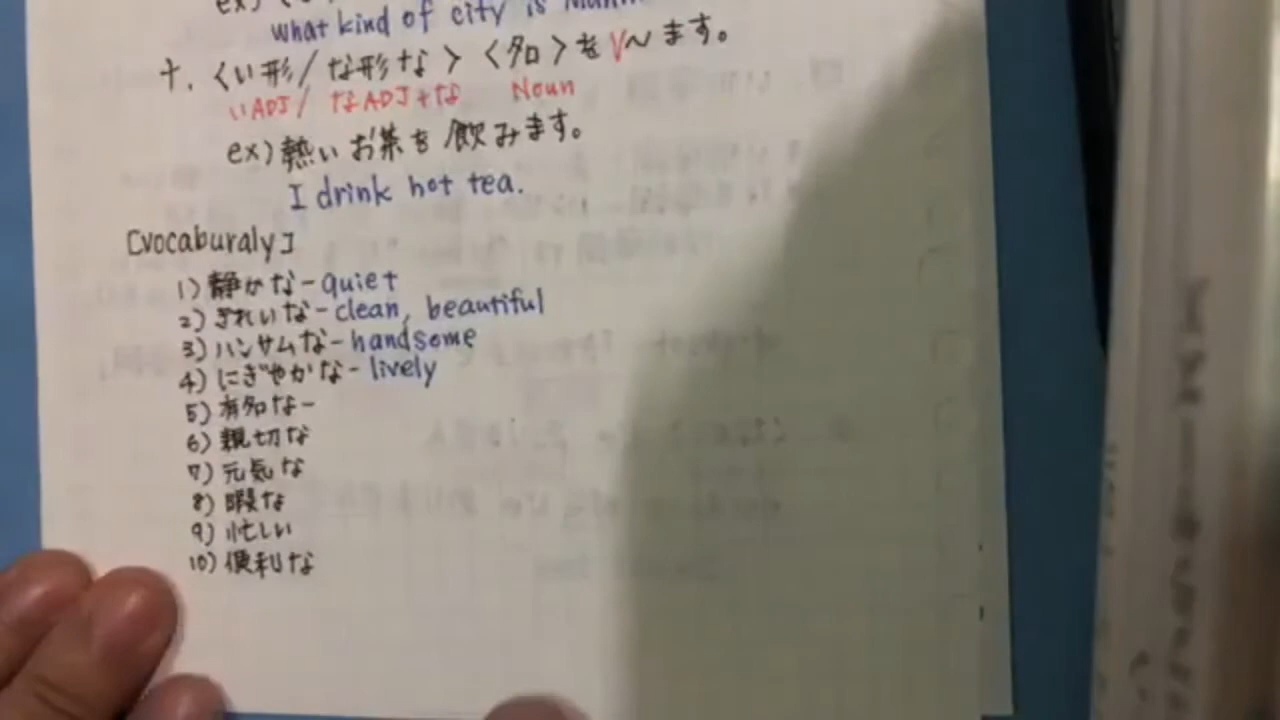 ex)
what kind of city is Mani
十. <い形/な形な> <名>を V~ます。
いADJ/ なADJ+な Noun
ex) 熱いお茶を飲みます。
I drink hot tea.
[vocaburaly]
1) 静かな-quiet
2) きれいな-clean, beautiful
3) ハンサムな-handsome
4) にぎやかな-lively
5) 有名な-
6) 親切な
7) 元気な
8) 暇な
9) 忙しい
10) 便利な